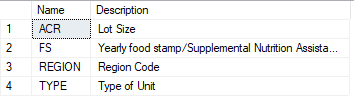 Name Description
1 ACR Lot Size
2 FS Yearly food stamp/Supplemental Nutrition Assista...
3 REGION Region Code
4 TYPE Type of Unit